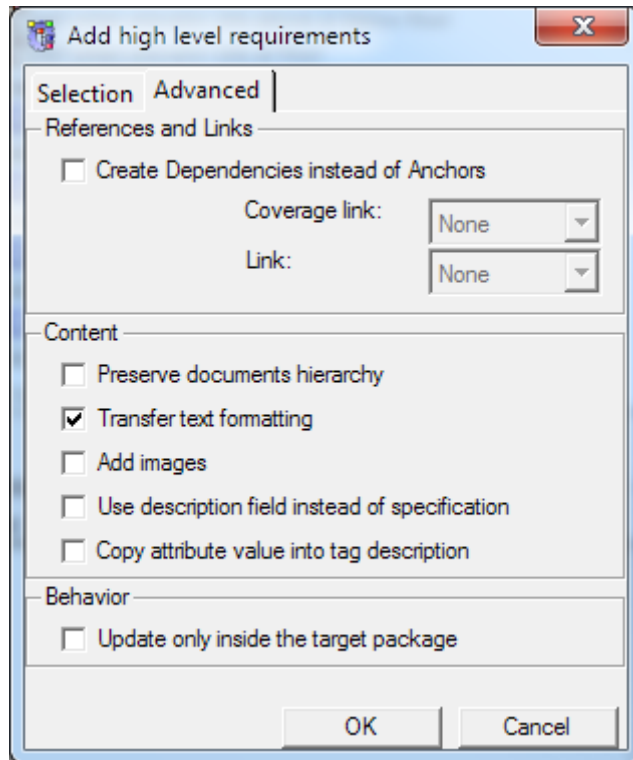 Add high level requirements
Selection Advanced
References and Links
Create Dependencies instead of Anchors
Coverage link: None
Link: None
Content
Preserve documents hierarchy
Transfer text formatting
Add images
Use description field instead of specification
Copy attribute value into tag description
Behavior
Update only inside the target package
OK Cancel